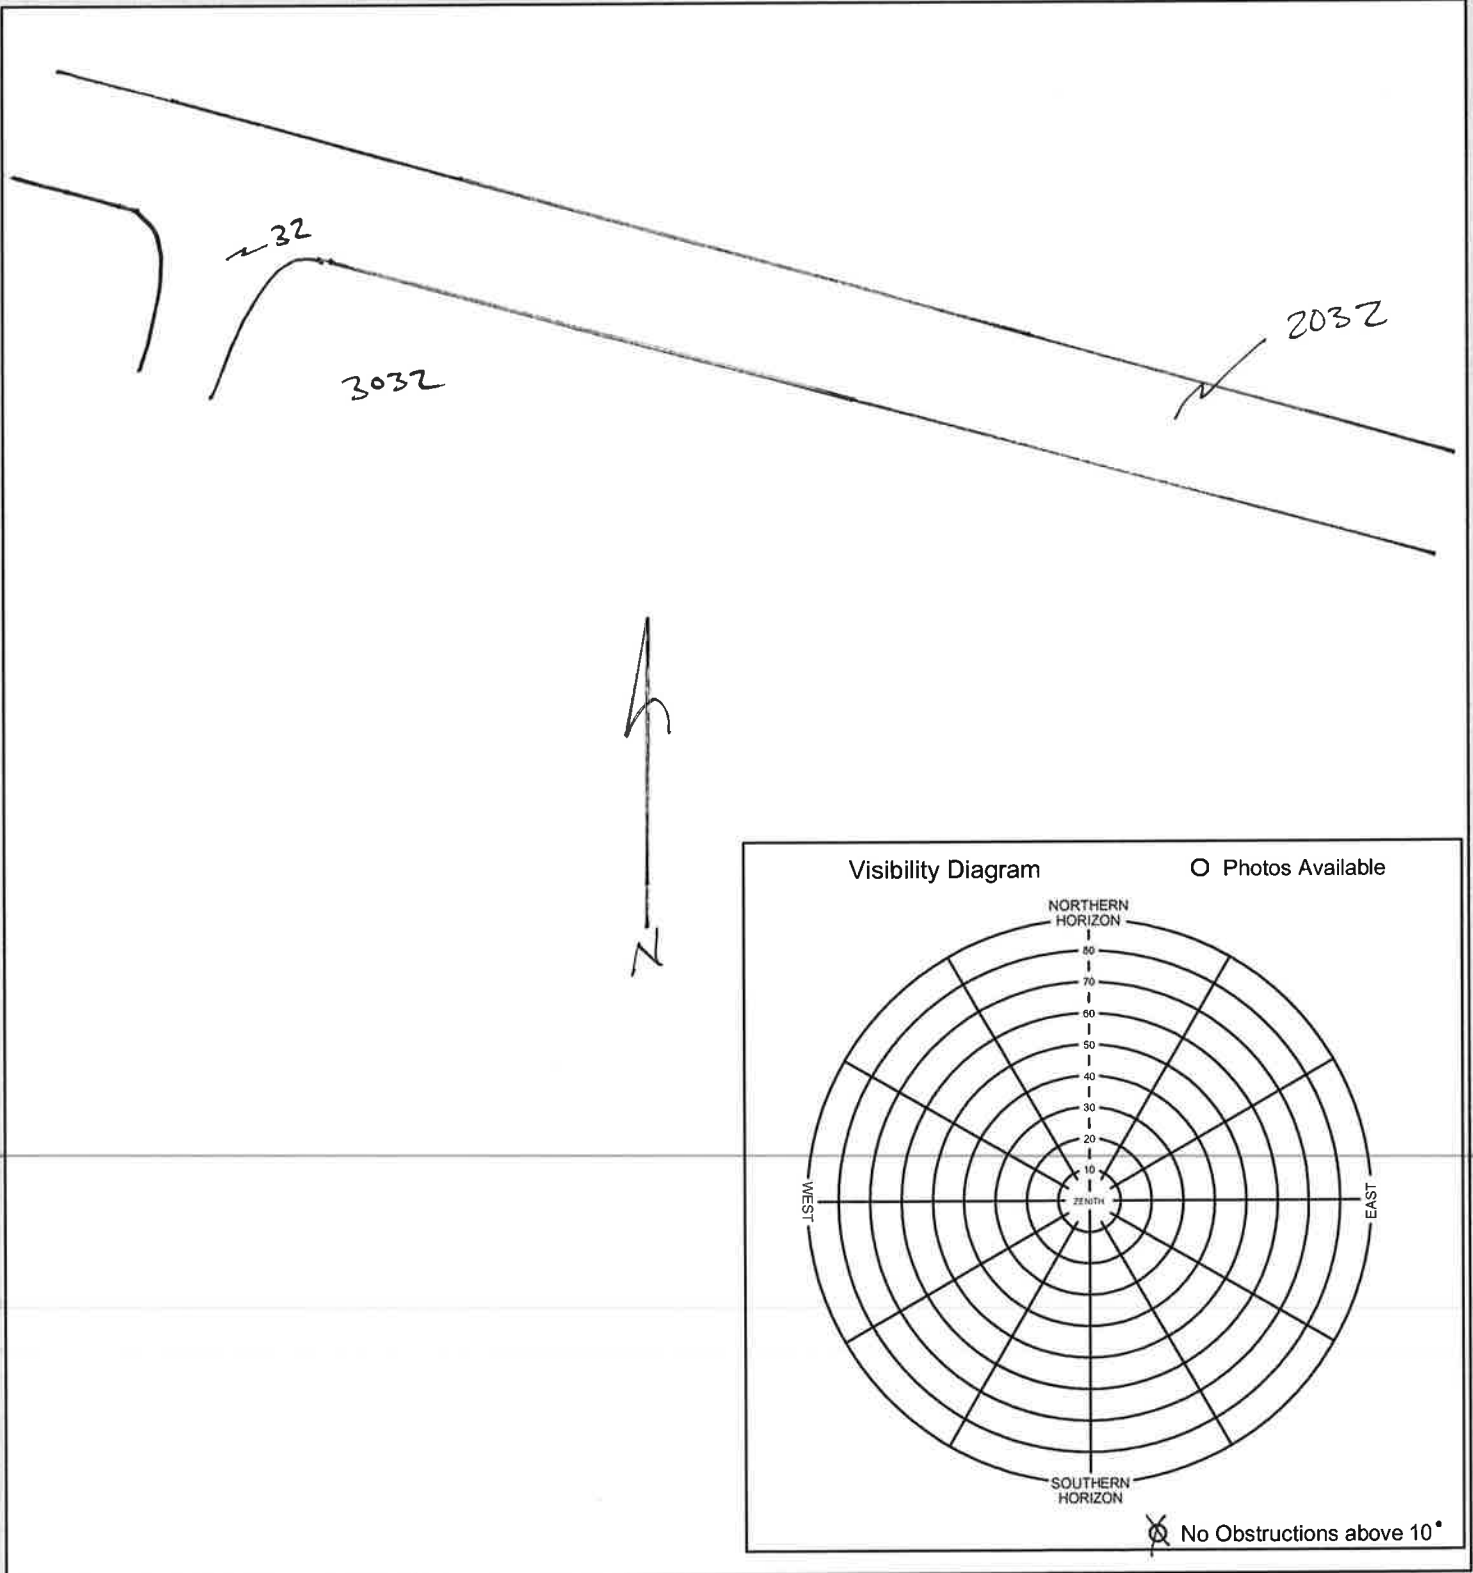 32
2032
3032
N
Visibility Diagram
Photos Available
NORTHERN
HORIZON
80
70
60
50
40
30
20
10
ZENITH
WEST
EAST
SOUTHERN
HORIZON
No Obstructions above 10°